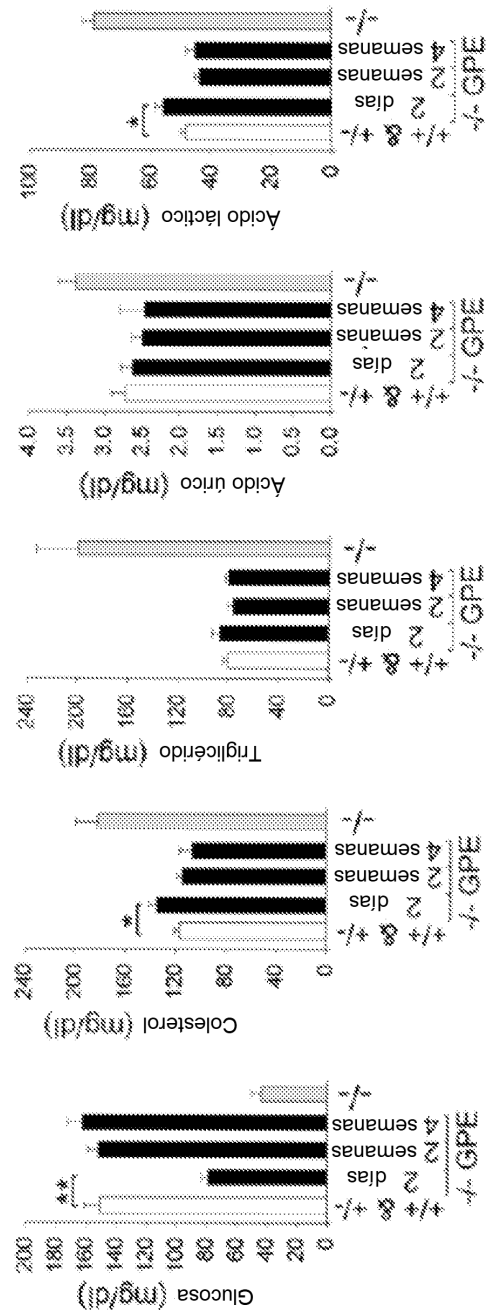 Glucosa (mg/dl)
200
180
160
140
120
100
80
60
40
20
0
**
+/+ & +/-
2 días
2 semanas
4 semanas
-/-
-/- GPE
Colesterol (mg/dl)
240
200
160
120
80
40
0
*
+/+ & +/-
2 días
2 semanas
4 semanas
-/-
-/- GPE
Triglicérido (mg/dl)
240
200
160
120
80
40
0
+/+ & +/-
2 días
2 semanas
4 semanas
-/-
-/- GPE
Ácido úrico (mg/dl)
4.0
3.5
3.0
2.5
2.0
1.5
1.0
0.5
0.0
+/+ & +/-
2 días
2 semanas
4 semanas
-/-
-/- GPE
Ácido láctico (mg/dl)
100
80
60
40
20
0
*
+/+ & +/-
2 días
2 semanas
4 semanas
-/-
-/- GPE